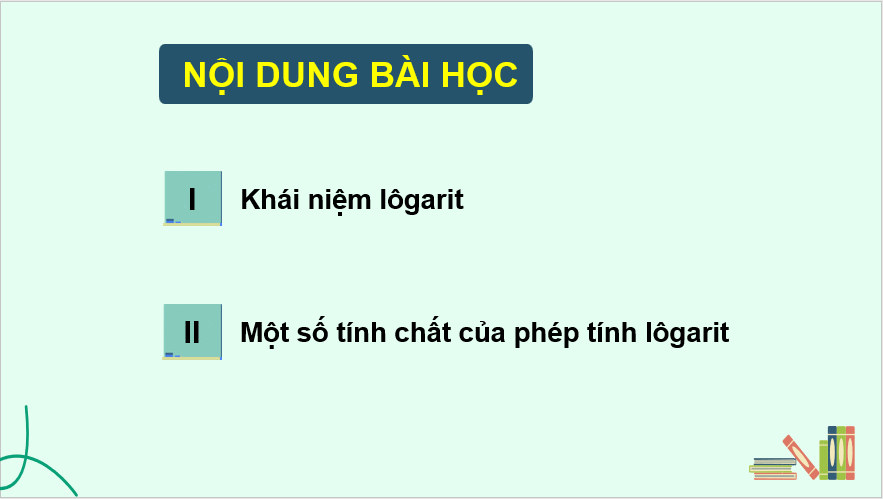 NỘI DUNG BÀI HỌC
I Khái niệm lôgarit
II Một số tính chất của phép tính lôgarit